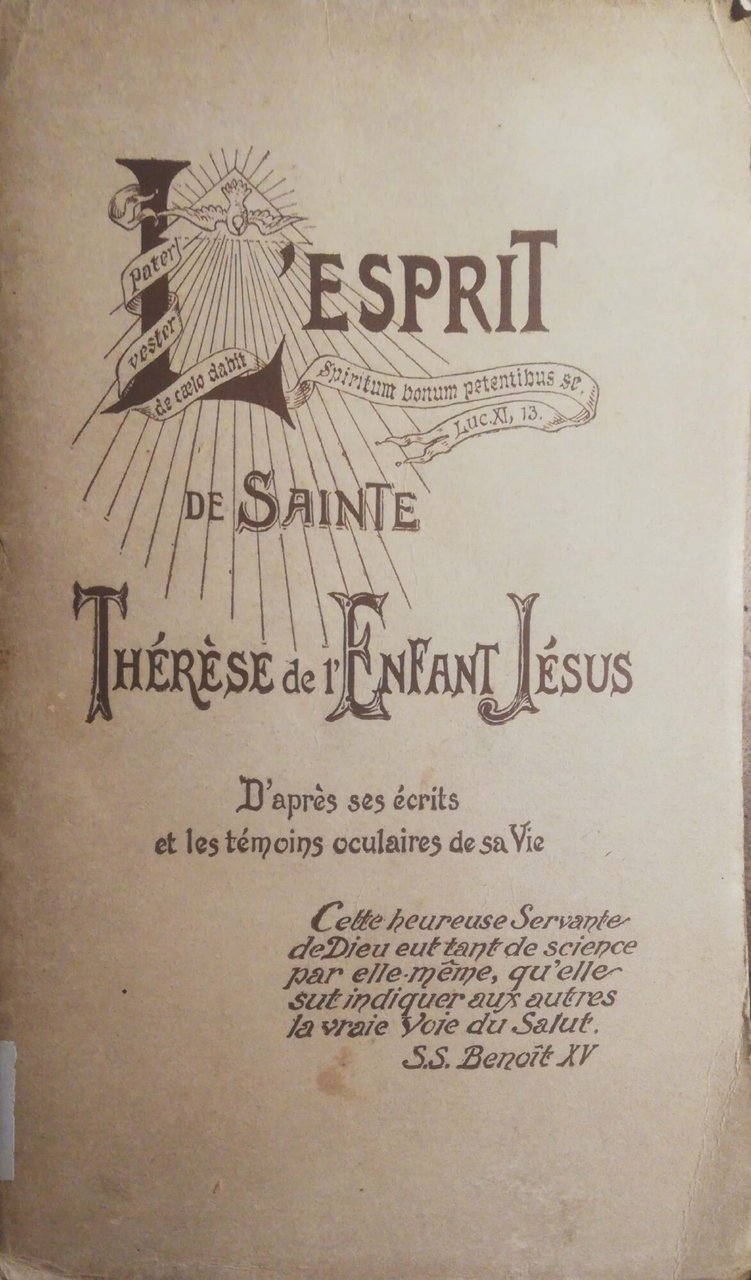 L'ESPRIT
Pater
vester
de cœlo dabit
Spiritum bonum petentibus se.
Luc. XI, 13.
DE SAINTE
THÉRÈSE de l'ENFANT JÉSUS
D'après ses écrits
et les témoins oculaires de sa Vie
Cette heureuse Servante
de Dieu eut tant de science
par elle-même, qu'elle
sut indiquer aux autres
la vraie Voie du Salut.
S.S. Benoît XV